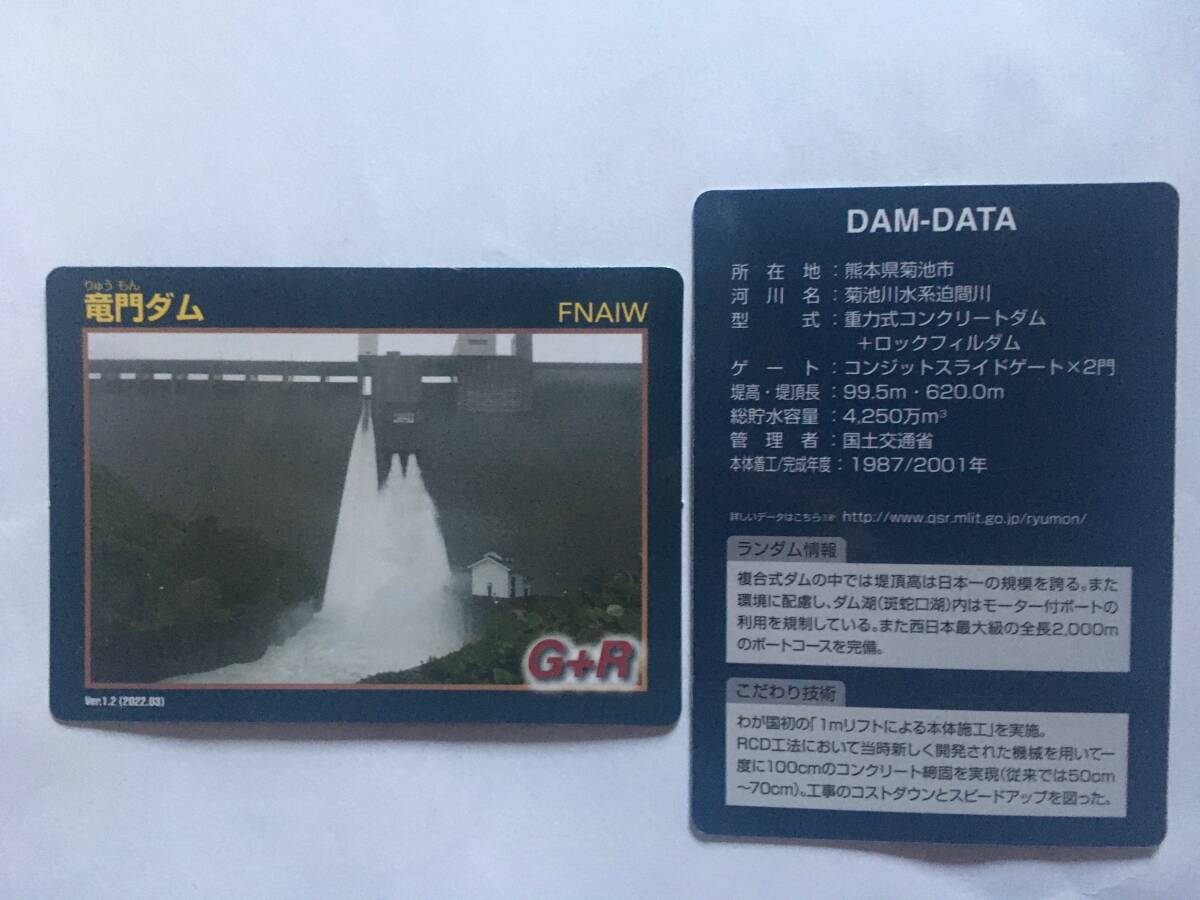 りゅう もん
竜門ダム
FNAIW
G+R
Ver.1.2 (2022.03)
DAM-DATA
所在地：熊本県菊池市
河川名：菊池川水系迫間川
型式：重力式コンクリートダム
＋ロックフィルダム
ゲート：コンジットスライドゲート×2門
堤高・堤頂長：99.5m・620.0m
総貯水容量：4,250万m³
管理者：国土交通省
本体着工/完成年度：1987/2001年
詳しいデータはこちら☞ http://www.qsr.mlit.go.jp/ryumon/
ランダム情報
複合式ダムの中では堤頂高は日本一の規模を誇る。また
環境に配慮し、ダム湖（斑蛇口湖）内はモーター付ボートの
利用を規制している。また西日本最大級の全長2,000m
のボートコースを完備。
こだわり技術
わが国初の「1mリフトによる本体施工」を実施。
RCD工法において当時新しく開発された機械を用いて一
度に100cmのコンクリート締固を実現（従来では50cm
～70cm）。工事のコストダウンとスピードアップを図った。